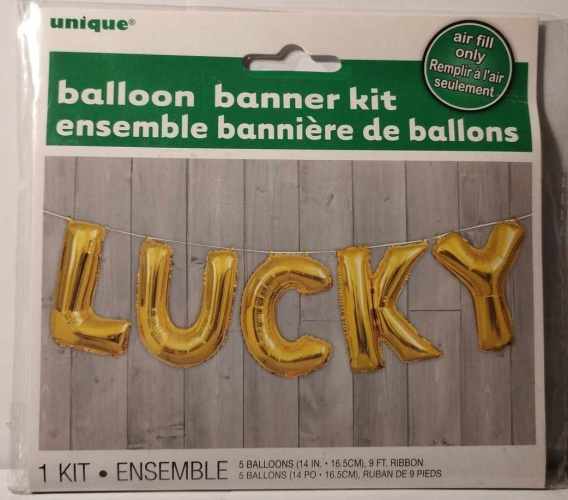 unique®
air fill
only
Remplir à l'air
seulement
balloon banner kit
ensemble bannière de ballons
LUCKY
1 KIT • ENSEMBLE
5 BALLOONS (14 IN. • 16.5CM), 9 FT. RIBBON
5 BALLONS (14 PO • 16.5CM), RUBAN DE 9 PIEDS